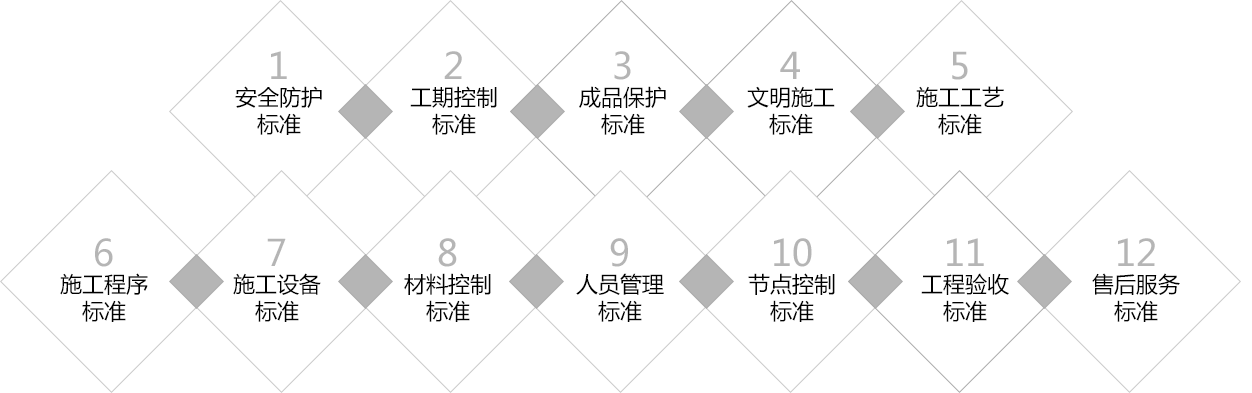 1
安全防护
标准
2
工期控制
标准
3
成品保护
标准
4
文明施工
标准
5
施工工艺
标准
6
施工程序
标准
7
施工设备
标准
8
材料控制
标准
9
人员管理
标准
10
节点控制
标准
11
工程验收
标准
12
售后服务
标准